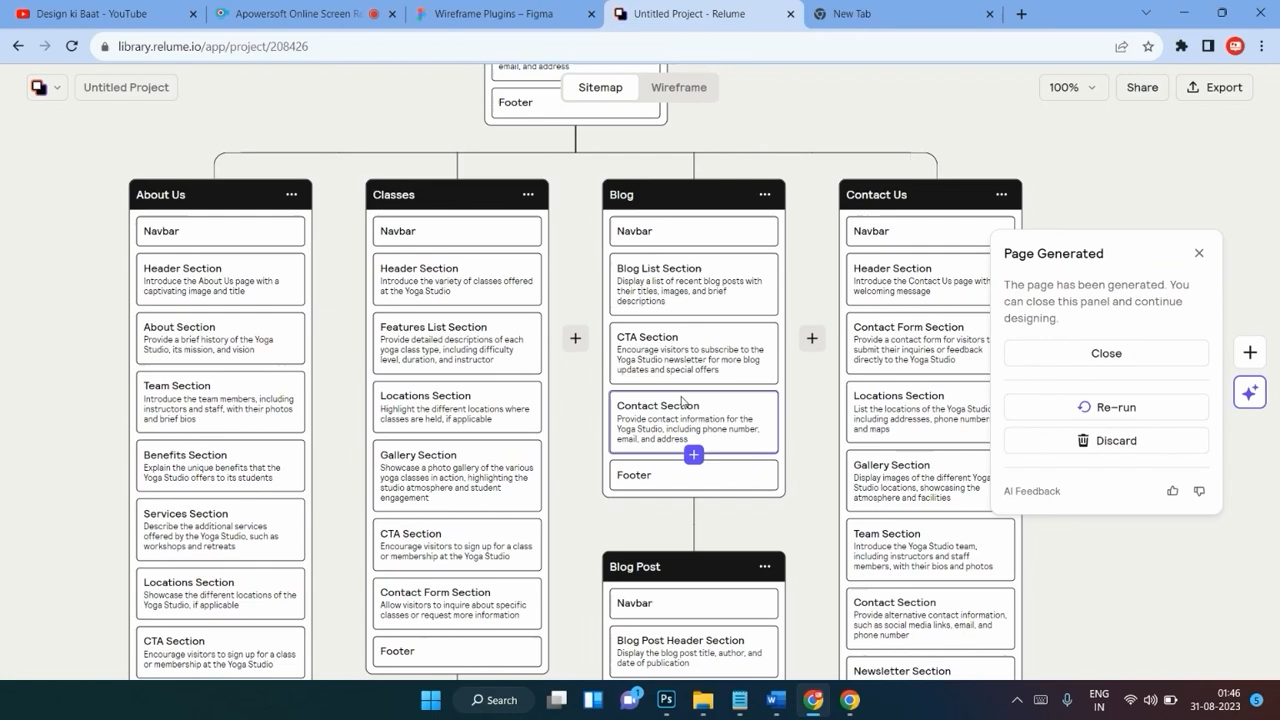 Design ki Baat - YouTube
Apowersoft Online Screen R
Wireframe Plugins – Figma
Untitled Project - Relume
New Tab
library.relume.io/app/project/208426
email, and address
Untitled Project
Sitemap
Wireframe
100%
Share
Export
Footer
About Us
Navbar
Header Section
Introduce the About Us page with a
captivating image and title
About Section
Provide a brief history of the Yoga
Studio, its mission, and vision
Team Section
Introduce the team members, including
instructors and staff, with their photos
and brief bios
Benefits Section
Explain the unique benefits that the
Yoga Studio offers to its students
Services Section
Describe the additional services
offered by the Yoga Studio, such as
workshops and retreats
Locations Section
Showcase the different locations of the
Yoga Studio, if applicable
CTA Section
Encourage visitors to sign up for a class
or membership at the Yoga Studio
Classes
Navbar
Header Section
Introduce the variety of classes offered
at the Yoga Studio
Features List Section
Provide detailed descriptions of each
yoga class type, including difficulty
level, duration, and instructor
Locations Section
Highlight the different locations where
classes are held, if applicable
Gallery Section
Showcase a photo gallery of the various
yoga classes in action, highlighting the
studio atmosphere and student
engagement
CTA Section
Encourage visitors to sign up for a class
or membership at the Yoga Studio
Contact Form Section
Allow visitors to inquire about specific
classes or request more information
Footer
Blog
Navbar
Blog List Section
Display a list of recent blog posts with
their titles, images, and brief
descriptions
CTA Section
Encourage visitors to subscribe to the
Yoga Studio newsletter for more blog
updates and special offers
Contact Section
Provide contact information for the
Yoga Studio, including phone number,
email, and address
Footer
Blog Post
Navbar
Blog Post Header Section
Display the blog post title, author, and
date of publication
Contact Us
Navbar
Header Section
Introduce the Contact Us page with
welcoming message
Contact Form Section
Provide a contact form for visitors t
submit their inquiries or feedback
directly to the Yoga Studio
Locations Section
List the locations of the Yoga Studi
addresses, phone numbers,
and maps
Gallery Section
Display images of the different Yog
Studio locations, showcasing the
atmosphere and facilities
Team Section
Introduce the Yoga Studio team,
including instructors and staff
members, with their bios and photos
Contact Section
Provide alternative contact information,
such as social media links, email, and
phone number
Newsletter Section
Page Generated
The page has been generated. You
can close this panel and continue
designing.
Close
Re-run
Discard
AI Feedback
Search
1
ENG
IN
01:46
31-08-2023
5